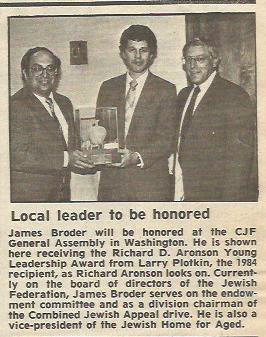 Local leader to be honored
James Broder will be honored at the CJF
General Assembly in Washington. He is shown
here receiving the Richard D. Aronson Young
Leadership Award from Larry Plotkin, the 1984
recipient, as Richard Aronson looks on. Current-
ly on the board of directors of the Jewish
Federation, James Broder serves on the endow-
ment committee and as a division chairman of
the Combined Jewish Appeal drive. He is also a
vice-president of the Jewish Home for Aged.